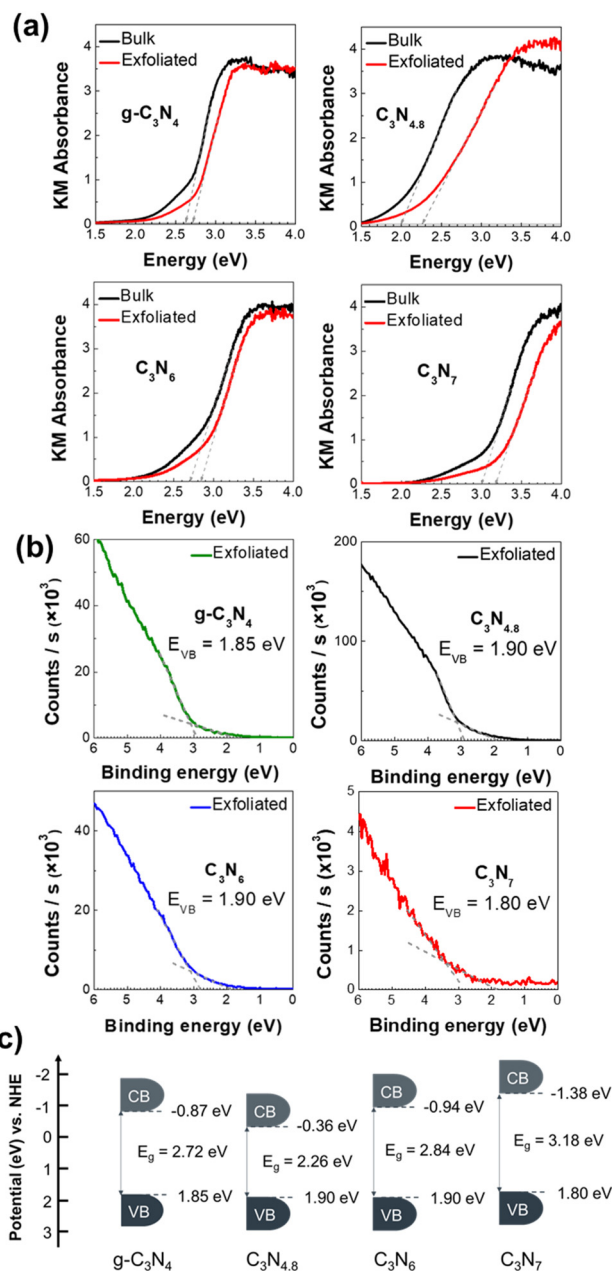 (a)
Bulk
Exfoliated
g-C₃N₄
KM Absorbance
4
3
2
1
0
1.5 2.0 2.5 3.0 3.5 4.0
Energy (eV)
Bulk
Exfoliated
C₃N₄.₈
KM Absorbance
4
3
2
1
0
1.5 2.0 2.5 3.0 3.5 4.0
Energy (eV)
Bulk
Exfoliated
C₃N₆
KM Absorbance
4
3
2
1
0
1.5 2.0 2.5 3.0 3.5 4.0
Energy (eV)
Bulk
Exfoliated
C₃N₇
KM Absorbance
4
3
2
1
0
1.5 2.0 2.5 3.0 3.5 4.0
Energy (eV)
(b)
Exfoliated
g-C₃N₄
E_VB = 1.85 eV
Counts / s (×10³)
60
40
20
0
6 5 4 3 2 1 0
Binding energy (eV)
Exfoliated
C₃N₄.₈
E_VB = 1.90 eV
Counts / s (×10³)
200
100
0
6 5 4 3 2 1 0
Binding energy (eV)
Exfoliated
C₃N₆
E_VB = 1.90 eV
Counts / s (×10³)
40
20
0
6 5 4 3 2 1 0
Binding energy (eV)
Exfoliated
C₃N₇
E_VB = 1.80 eV
Counts / s (x10³)
5
4
3
2
1
0
6 5 4 3 2 1 0
Binding energy (eV)
c)
Potential (eV) vs. NHE
-2
-1
0
1
2
3
CB
-0.87 eV
E_g = 2.72 eV
1.85 eV
VB
g-C₃N₄
CB
-0.36 eV
E_g = 2.26 eV
1.90 eV
VB
C₃N₄.₈
CB
-0.94 eV
E_g = 2.84 eV
1.90 eV
VB
C₃N₆
CB
-1.38 eV
E_g = 3.18 eV
1.80 eV
VB
C₃N₇